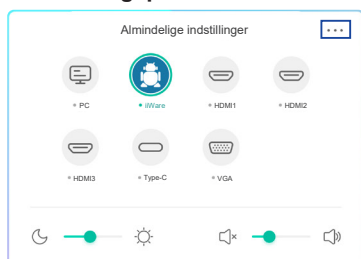 Almindelige indstillinger
PC
iiWare
HDMI1
HDMI2
HDMI3
Type-C
VGA